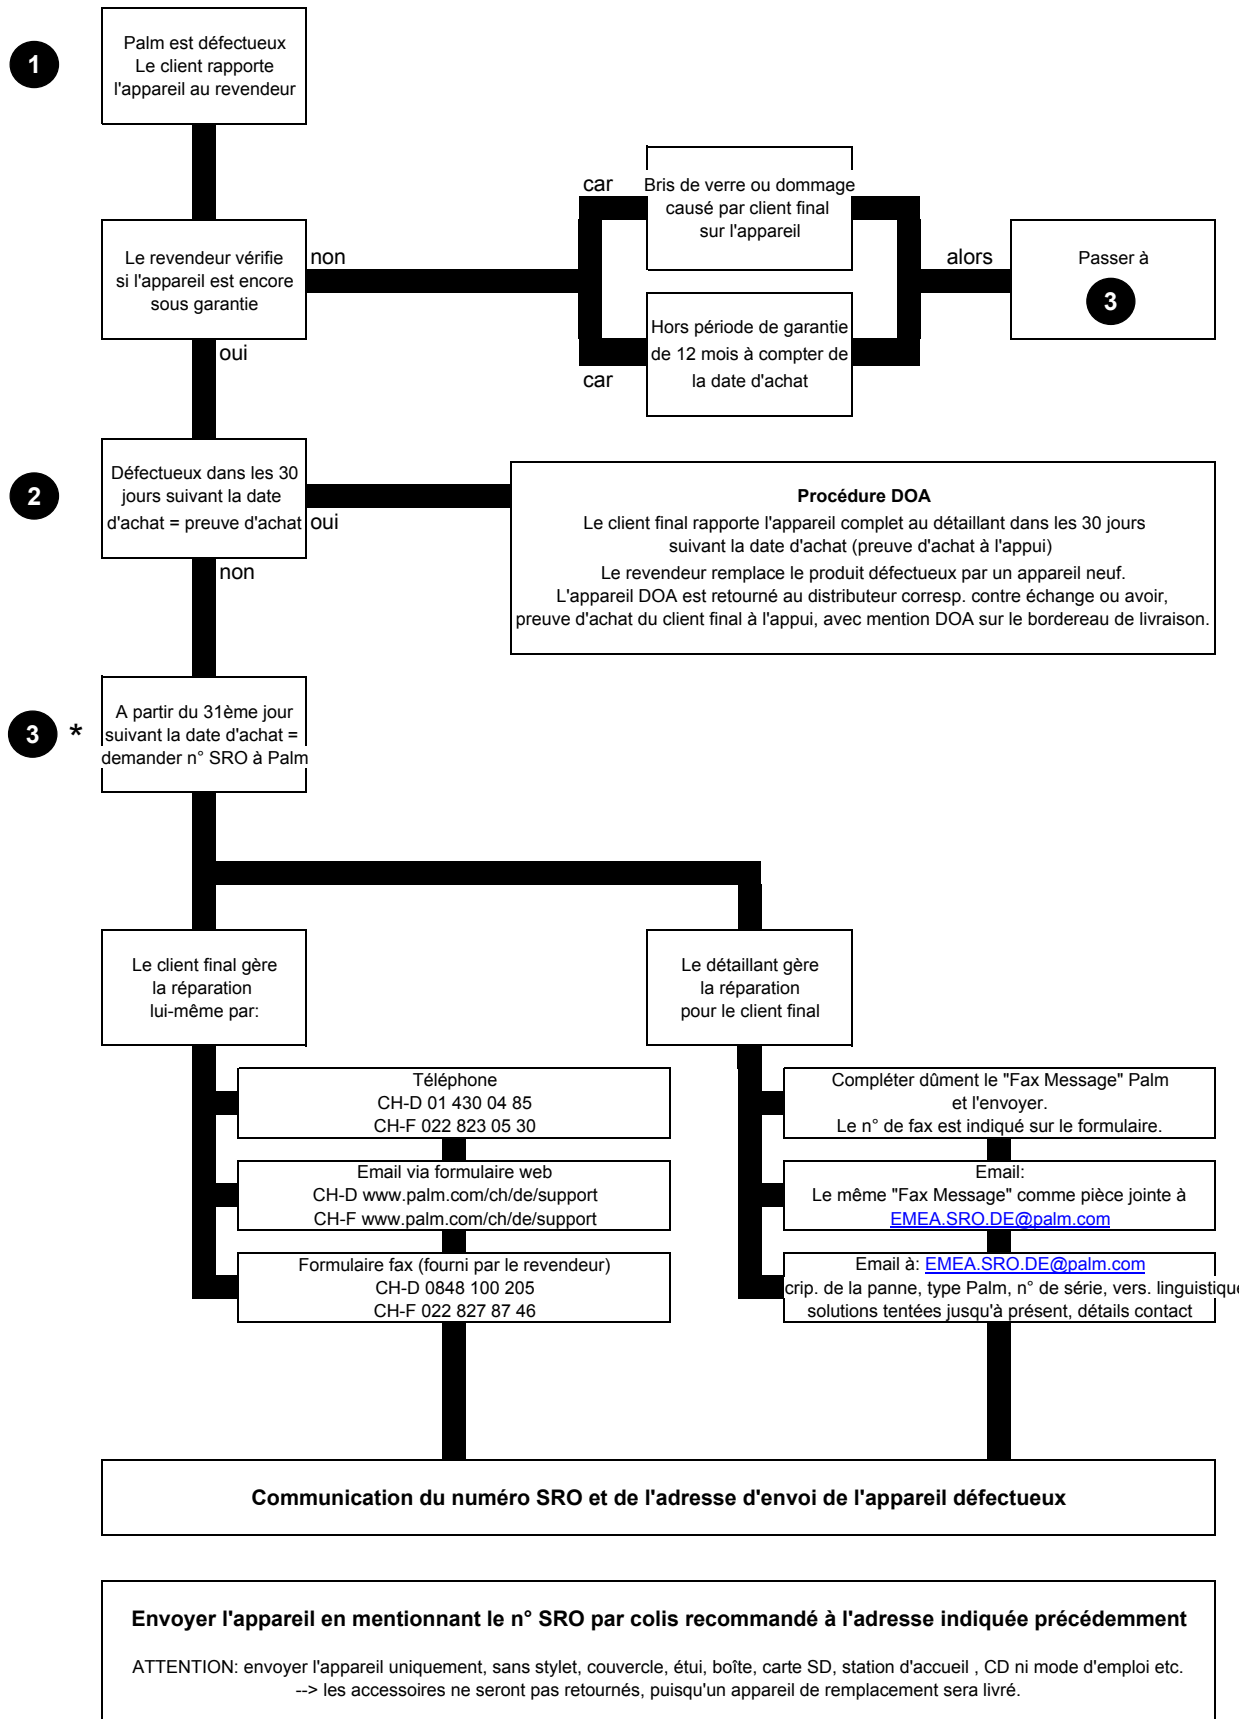 1
Palm est défectueux
Le client rapporte
l'appareil au revendeur
Le revendeur vérifie
si l'appareil est encore
sous garantie
non
oui
car
Bris de verre ou dommage
causé par client final
sur l'appareil
car
Hors période de garantie
de 12 mois à compter de
la date d'achat
alors
Passer à
3
2
Défectueux dans les 30
jours suivant la date
d'achat = preuve d'achat
oui
non
Procédure DOA
Le client final rapporte l'appareil complet au détaillant dans les 30 jours
suivant la date d'achat (preuve d'achat à l'appui)
Le revendeur remplace le produit défectueux par un appareil neuf.
L'appareil DOA est retourné au distributeur corresp. contre échange ou avoir,
preuve d'achat du client final à l'appui, avec mention DOA sur le bordereau de livraison.
3 *
A partir du 31ème jour
suivant la date d'achat =
demander n° SRO à Palm
Le client final gère
la réparation
lui-même par:
Téléphone
CH-D 01 430 04 85
CH-F 022 823 05 30
Email via formulaire web
CH-D www.palm.com/ch/de/support
CH-F www.palm.com/ch/de/support
Formulaire fax (fourni par le revendeur)
CH-D 0848 100 205
CH-F 022 827 87 46
Le détaillant gère
la réparation
pour le client final
Compléter dûment le "Fax Message" Palm
et l'envoyer.
Le n° de fax est indiqué sur le formulaire.
Email:
Le même "Fax Message" comme pièce jointe à
EMEA.SRO.DE@palm.com
Email à: EMEA.SRO.DE@palm.com
crip. de la panne, type Palm, n° de série, vers. linguistique
solutions tentées jusqu'à présent, détails contact
Communication du numéro SRO et de l'adresse d'envoi de l'appareil défectueux
Envoyer l'appareil en mentionnant le n° SRO par colis recommandé à l'adresse indiquée précédemment
ATTENTION: envoyer l'appareil uniquement, sans stylet, couvercle, étui, boîte, carte SD, station d'accueil , CD ni mode d'emploi etc.
--> les accessoires ne seront pas retournés, puisqu'un appareil de remplacement sera livré.